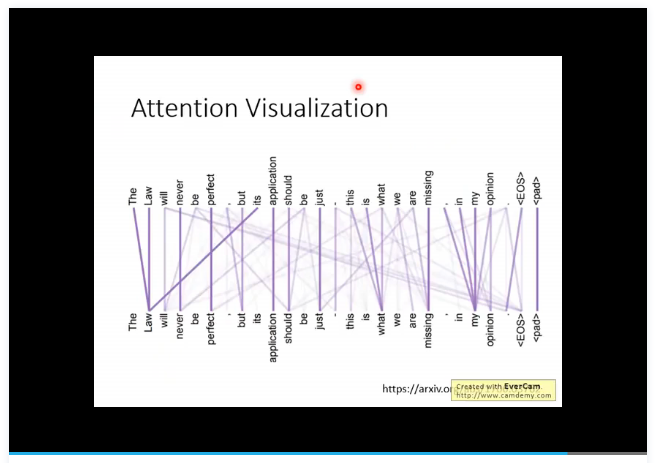 Attention Visualization
The Law will never be perfect , but its application should be just - this is what we are missing , in my opinion . <EOS> <pad>
The Law will never be perfect , but its application should be just - this is what we are missing , in my opinion . <EOS> <pad>
https://arxiv.or
Created with EverCam.
http://www.camdemy.com